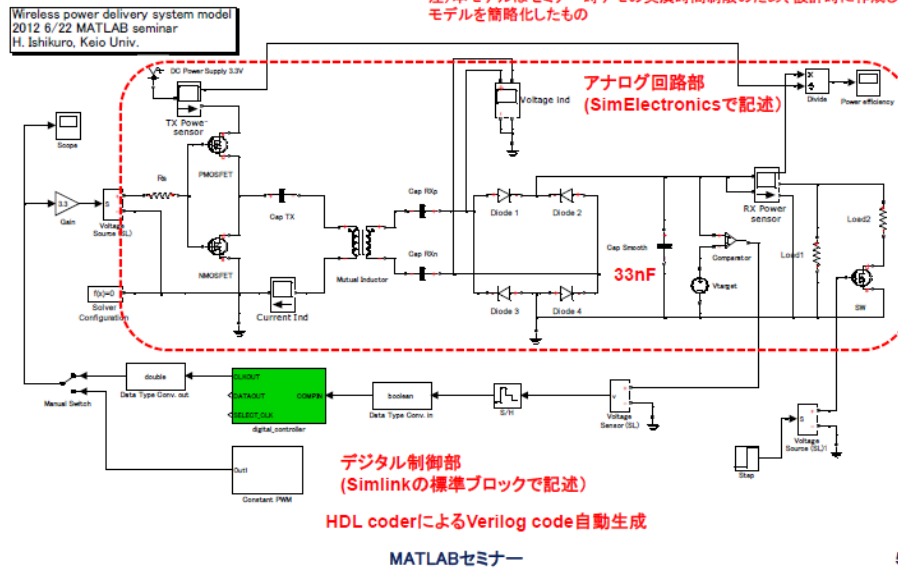 Wireless power delivery system model
2012 6/22 MATLAB seminar
H. Ishikuro, Keio Univ.
モデルを簡略化したもの
DC Power Supply 3.3V
TX Power
sensor
Voltage Ind
アナログ回路部
(SimElectronicsで記述)
Divide
Power efficiency
Scope
PMOSFET
Rs
3.3
Gain
S
Voltage
Source (SL)
Cap TX
Cap RXp
Cap RXn
Mutual Inductor
Diode 1
Diode 2
RX Power
sensor
Load2
NMOSFET
Cap Smooth
33nF
Comparator
Load1
Vtarget
SW
f(x)=0
Solver
Configuration
Current Ind
Diode 3
Diode 4
Manual Switch
double
Data Type Conv. out
CLKOUT
DATAOUT
SELECT_CLK
COMPIN
digital_controller
boolean
Data Type Conv. in
S/H
V
Voltage
Sensor (SL)
S
Voltage
Source (SL)1
Step
Out1
Constant PWM
デジタル制御部
(Simlinkの標準ブロックで記述)
HDL coderによるVerilog code自動生成
MATLABセミナー